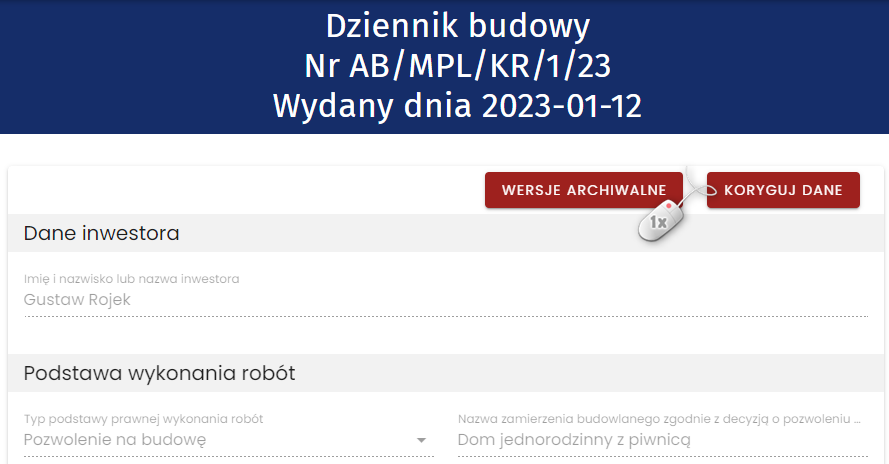 Dziennik budowy
Nr AB/MPL/KR/1/23
Wydany dnia 2023-01-12
WERSJE ARCHIWALNE KORYGUJ DANE
1x
Dane inwestora
Imię i nazwisko lub nazwa inwestora
Gustaw Rojek
Podstawa wykonania robót
Typ podstawy prawnej wykonania robót Nazwa zamierzenia budowlanego zgodnie z decyzją o pozwoleniu ...
Pozwolenie na budowę Dom jednorodzinny z piwnicą